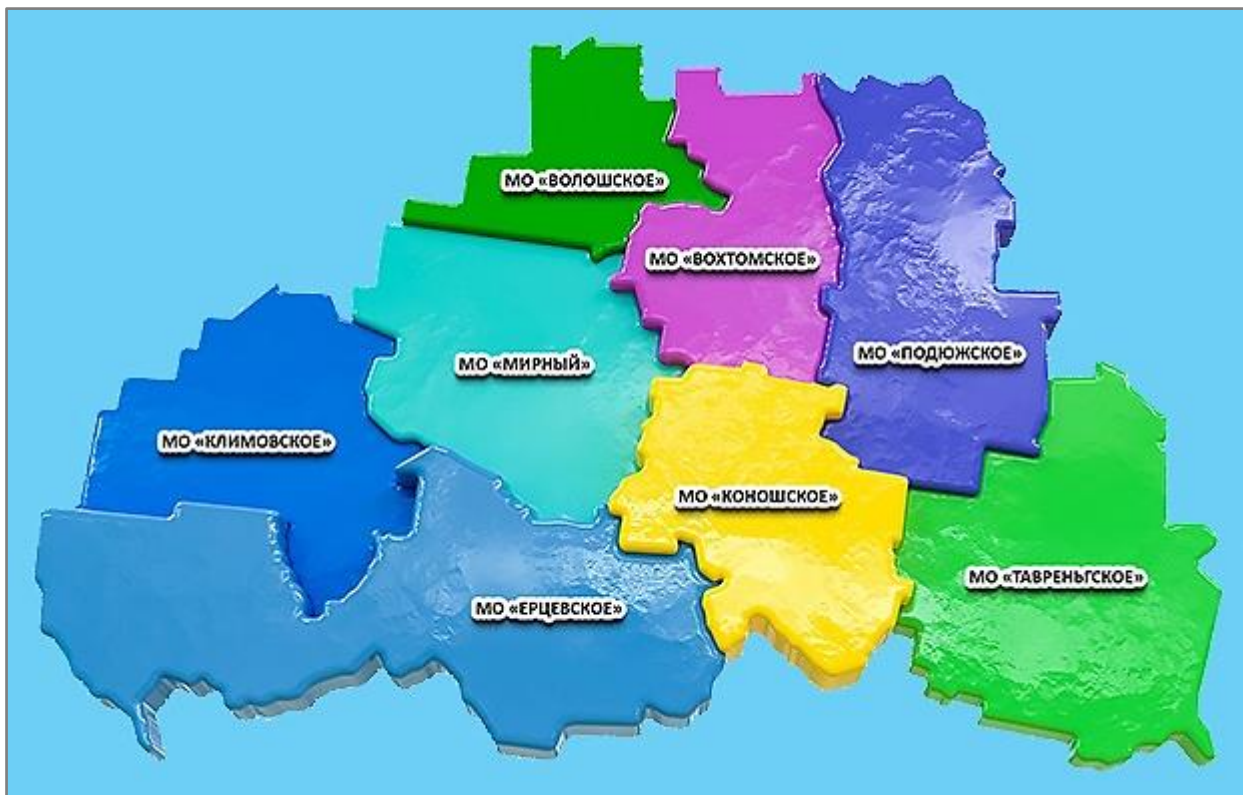 МО «ВОЛОШСКОЕ»
МО «ВОХТОМСКОЕ»
МО «ПОДЮЖСКОЕ»
МО «МИРНЫЙ»
МО «КЛИМОВСКОЕ»
МО «КОНОШСКОЕ»
МО «ТАВРЕНЬГСКОЕ»
МО «ЕРЦЕВСКОЕ»